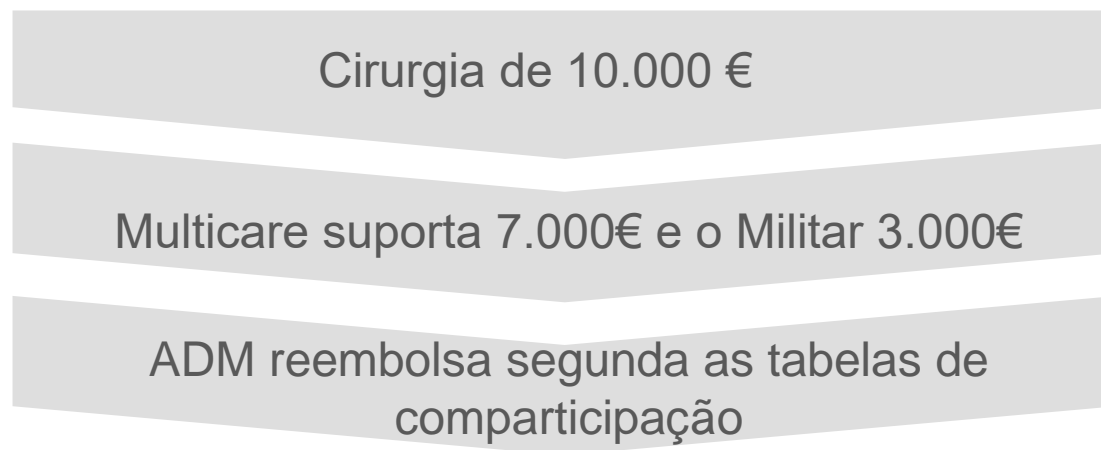 Cirurgia de 10.000 €
Multicare suporta 7.000€ e o Militar 3.000€
ADM reembolsa segunda as tabelas de
comparticipação